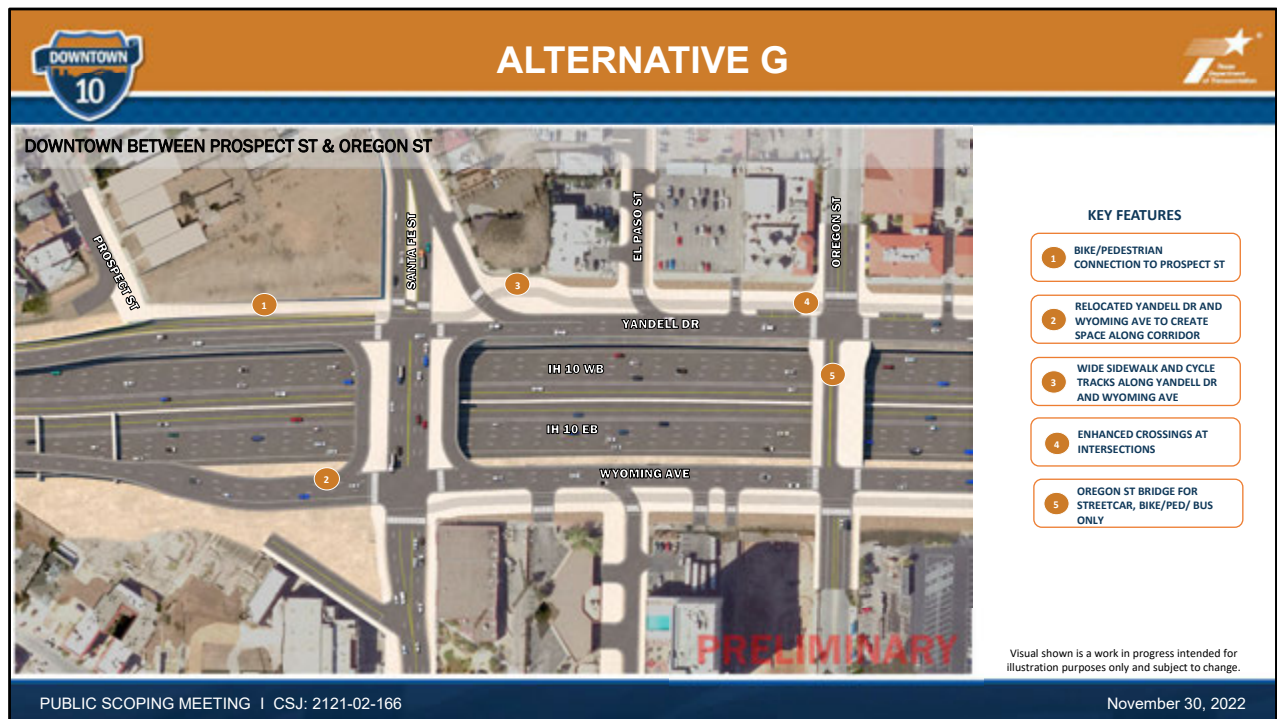 DOWNTOWN
10
ALTERNATIVE G
Texas
Department
of Transportation
DOWNTOWN BETWEEN PROSPECT ST & OREGON ST
PROSPECT ST
SANTA FE ST
EL PASO ST
OREGON ST
1
2
3
4
5
YANDELL DR
IH 10 WB
IH 10 EB
WYOMING AVE
PRELIMINARY
KEY FEATURES
1
BIKE/PEDESTRIAN
CONNECTION TO PROSPECT ST
2
RELOCATED YANDELL DR AND
WYOMING AVE TO CREATE
SPACE ALONG CORRIDOR
3
WIDE SIDEWALK AND CYCLE
TRACKS ALONG YANDELL DR
AND WYOMING AVE
4
ENHANCED CROSSINGS AT
INTERSECTIONS
5
OREGON ST BRIDGE FOR
STREETCAR, BIKE/PED/ BUS
ONLY
Visual shown is a work in progress intended for
illustration purposes only and subject to change.
PUBLIC SCOPING MEETING I CSJ: 2121-02-166
November 30, 2022